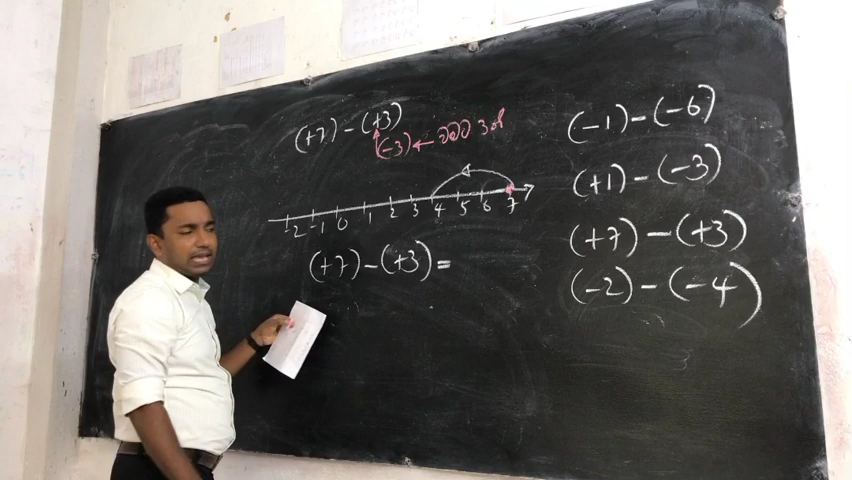 (+7) - (+3)
(-3) ← වමට 3ක්
-2 -1 0 1 2 3 4 5 6 7
(+7) - (+3) =
(-1) - (-6)
(+1) - (-3)
(+7) - (+3)
(-2) - (-4)